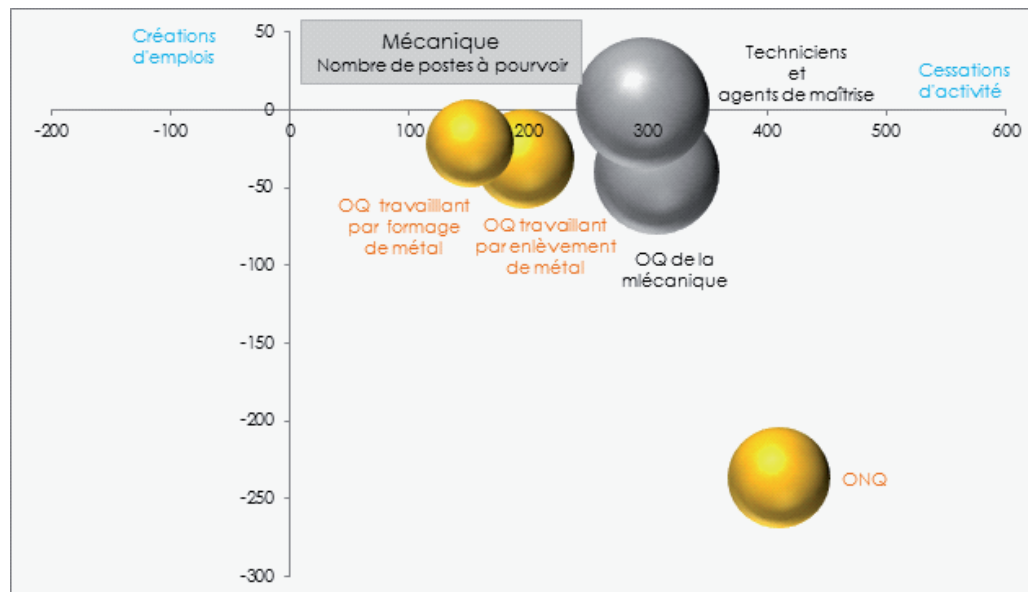 Créations
d'emplois
Mécanique
Nombre de postes à pourvoir
Techniciens
et
agents de maîtrise
Cessations
d'activité
50
0
-200
-100
0
100
200
300
400
500
600
-50
-100
-150
-200
-250
-300
OQ travailllant
par formage
de métal
OQ travaillant
par enlèvement
de métal
OQ de la
mlécanique
ONQ